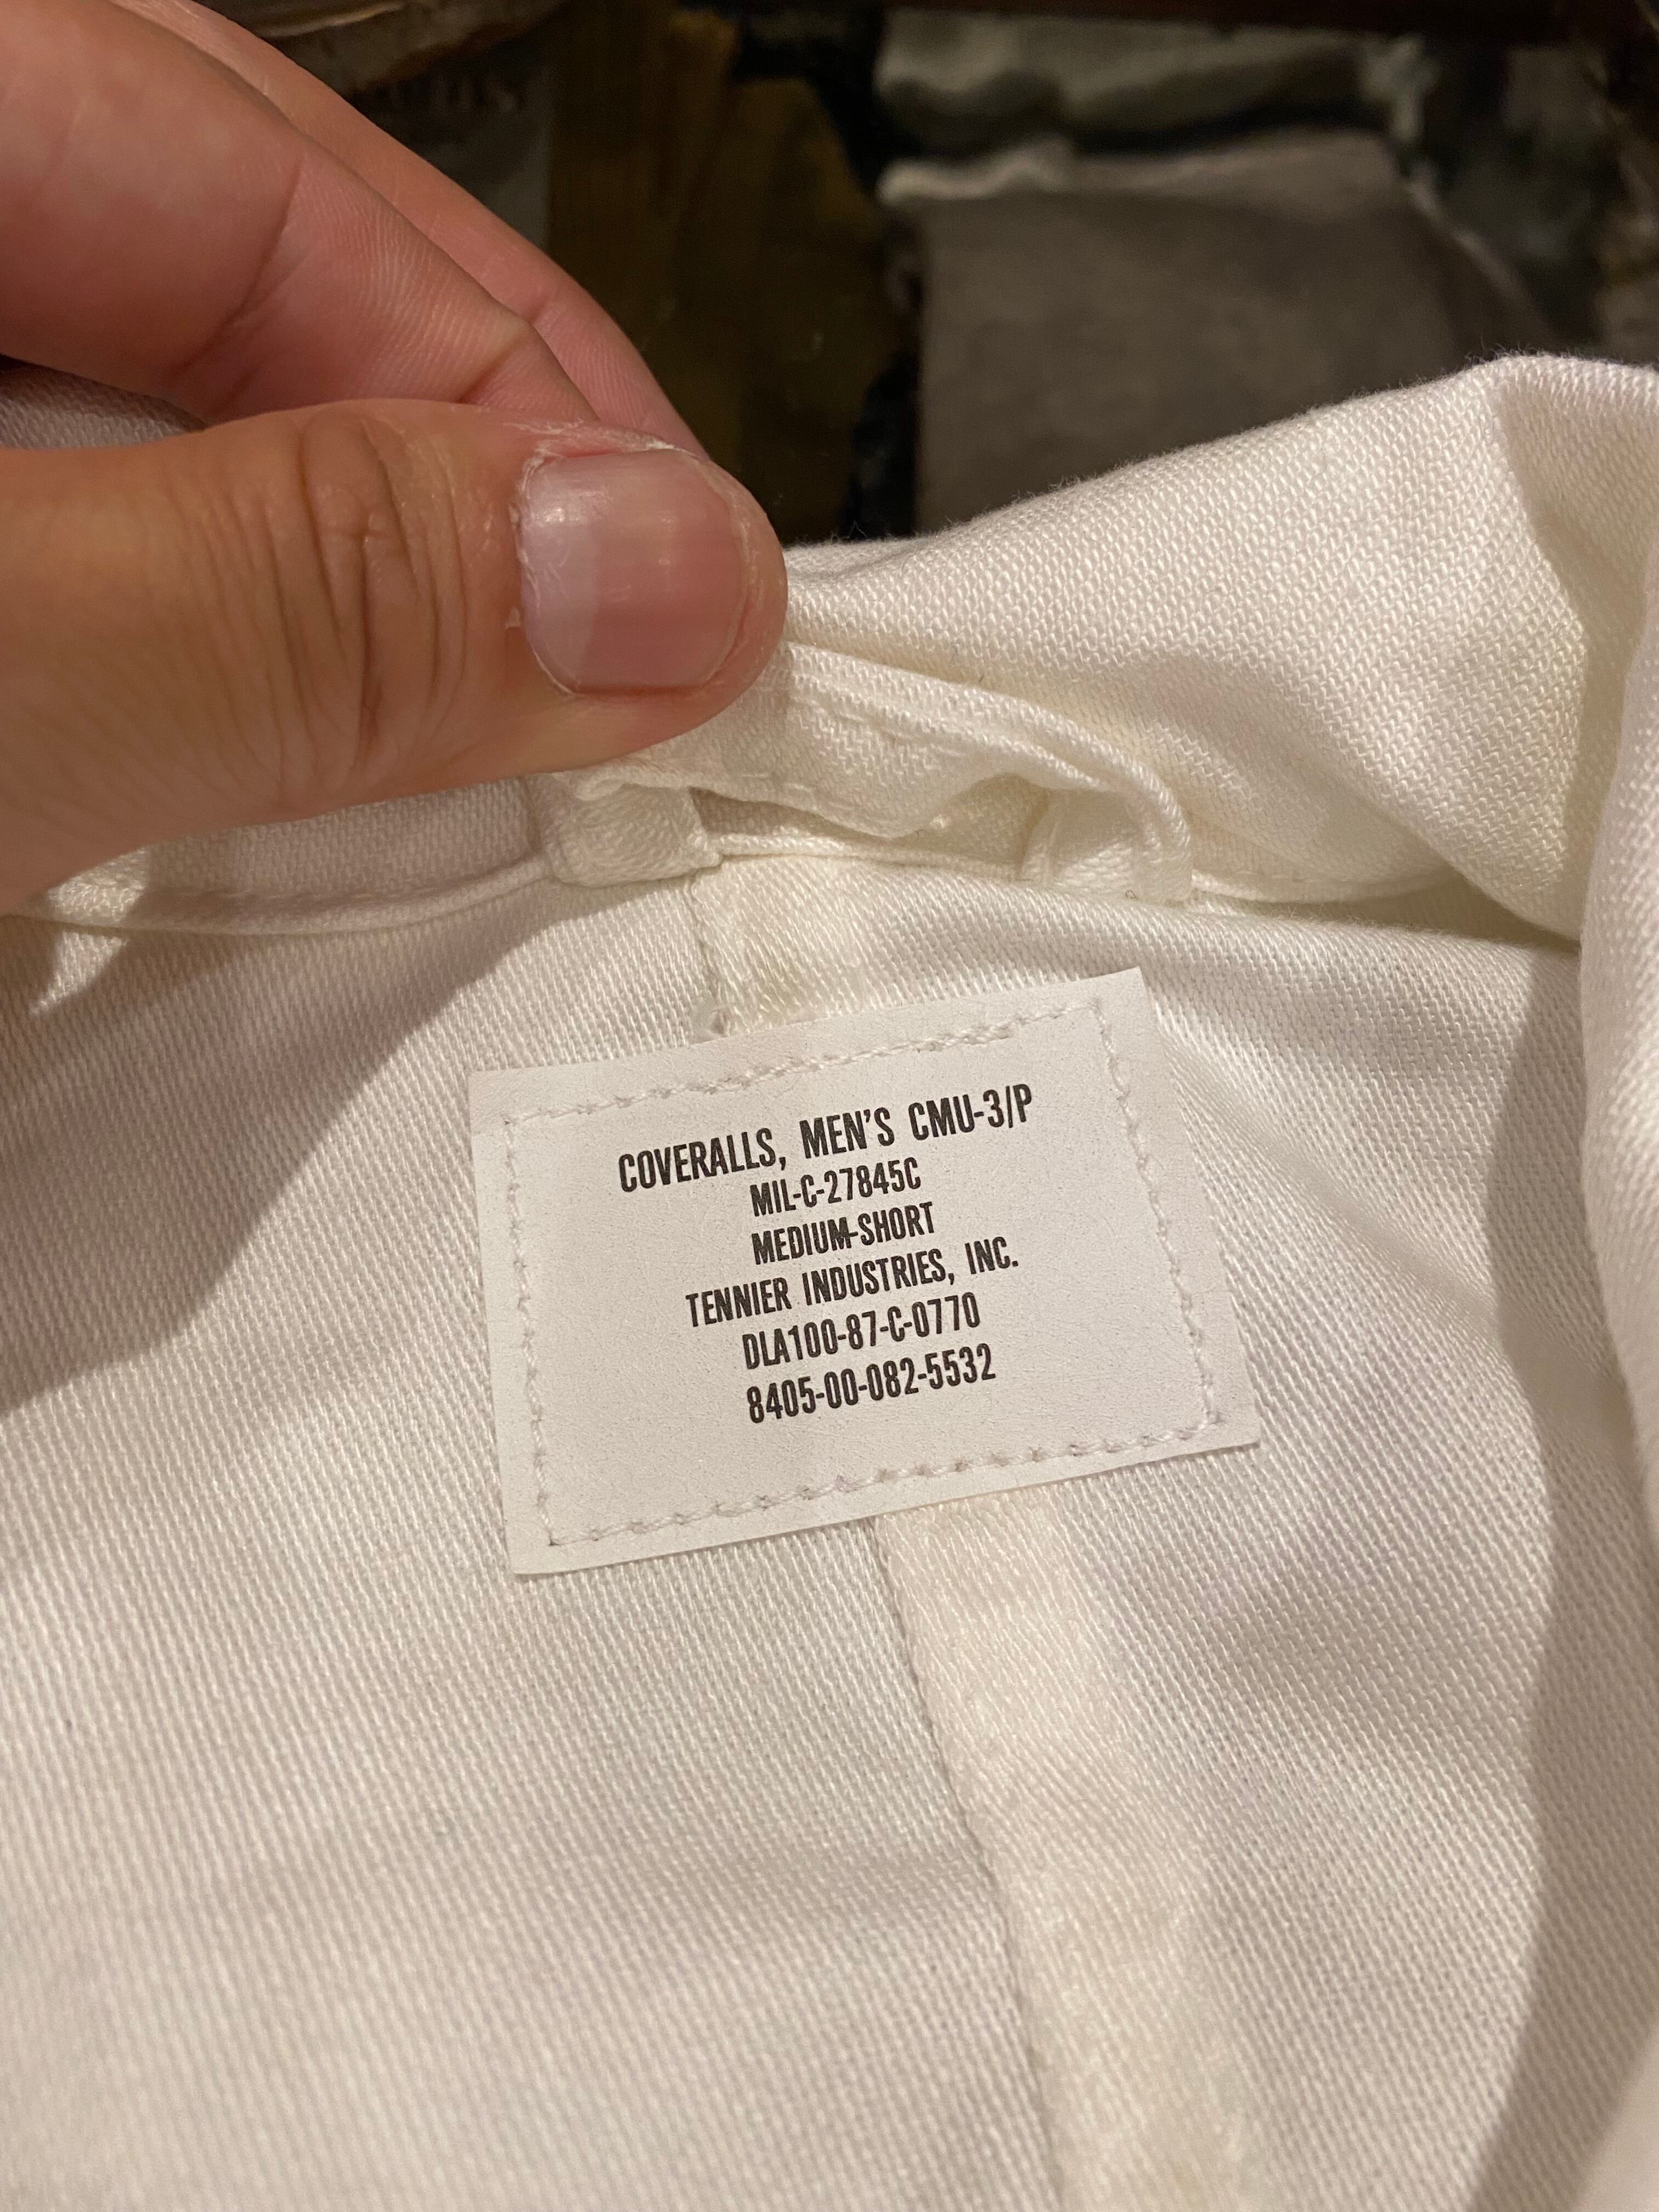 COVERALLS, MEN'S CMU-3/P
MIL-C-27845C
MEDIUM-SHORT
TENNIER INDUSTRIES, INC.
DLA100-87-C-0770
8405-00-082-5532